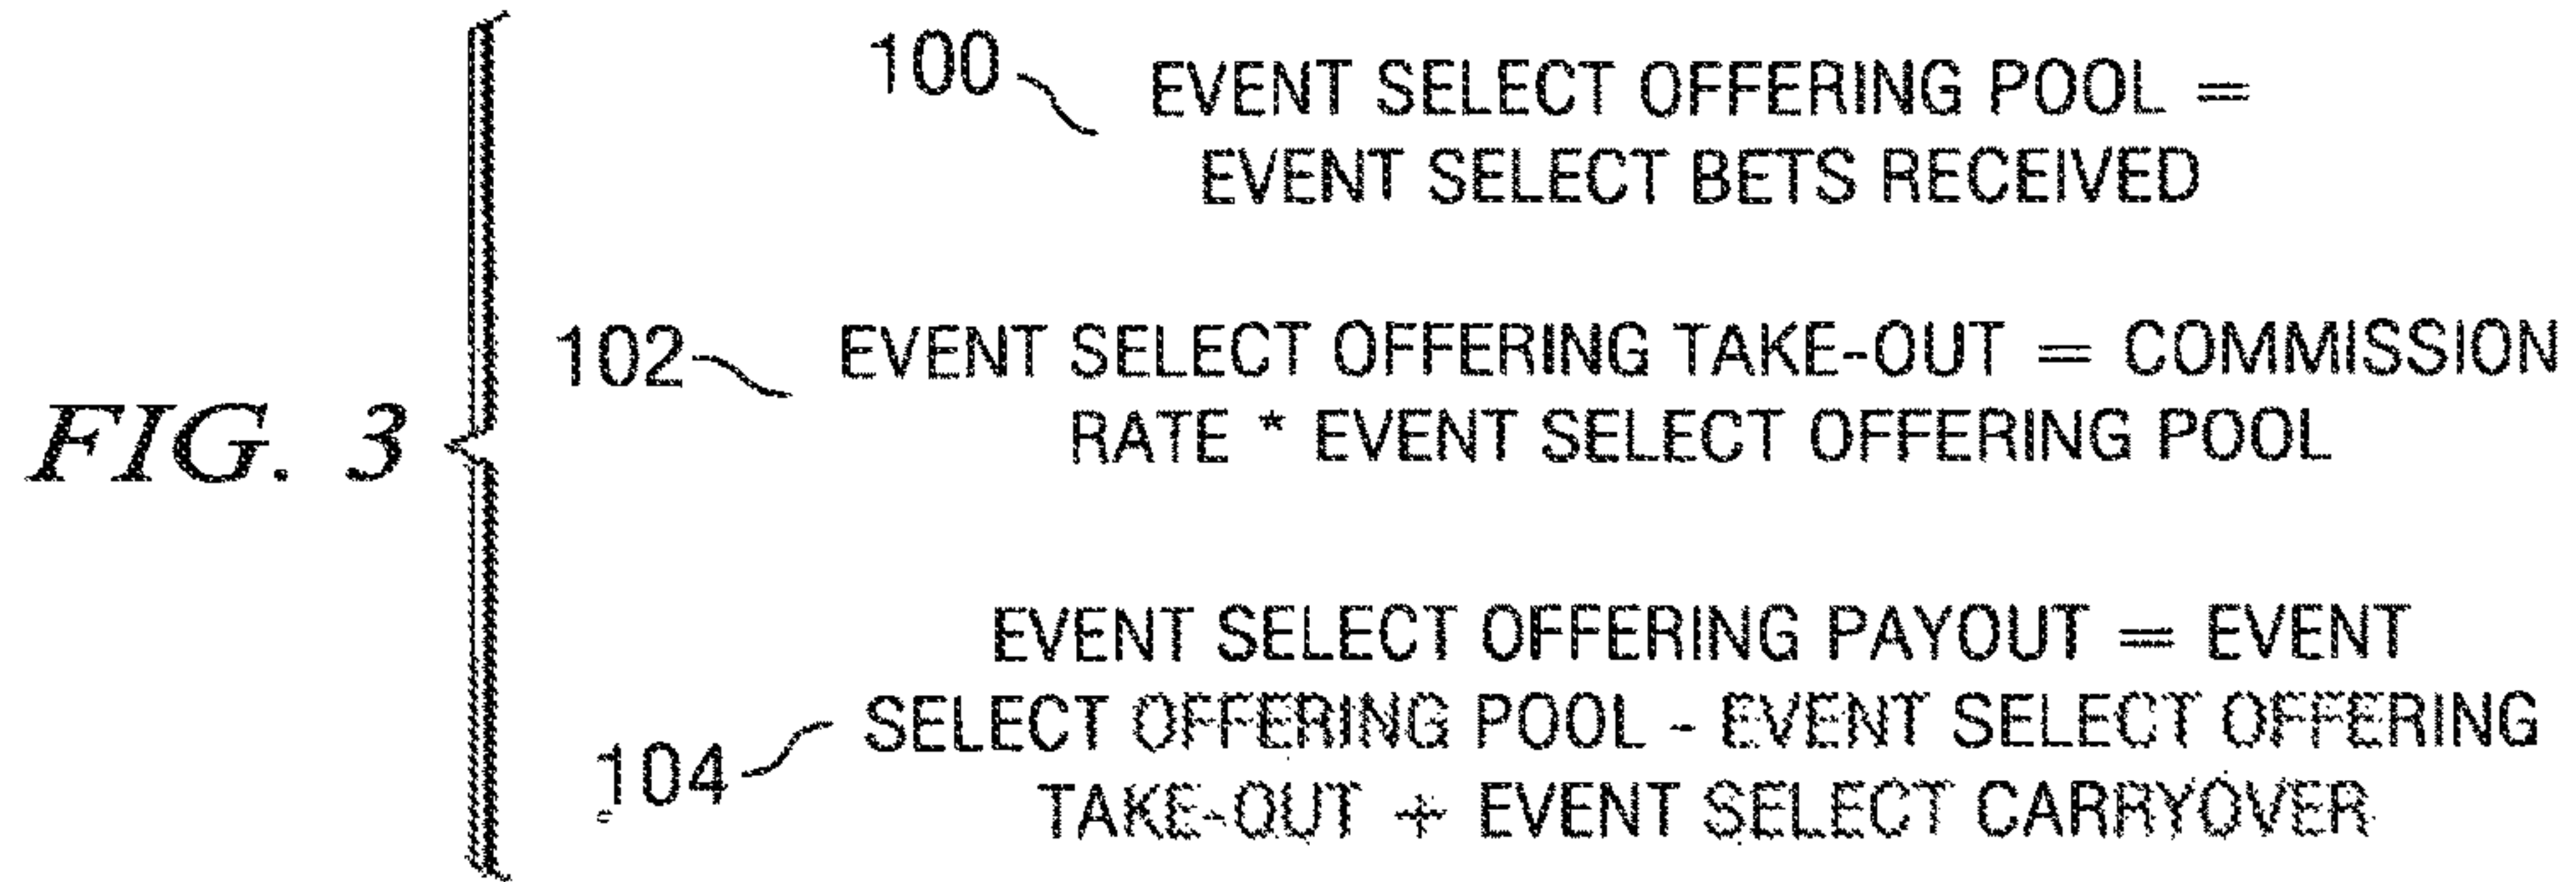 100
EVENT SELECT OFFERING POOL =
EVENT SELECT BETS RECEIVED
102
EVENT SELECT OFFERING TAKE-OUT = COMMISSION
RATE * EVENT SELECT OFFERING POOL
FIG. 3
EVENT SELECT OFFERING PAYOUT = EVENT
SELECT OFFERING POOL - EVENT SELECT OFFERING
104
TAKE-OUT + EVENT SELECT CARRYOVER